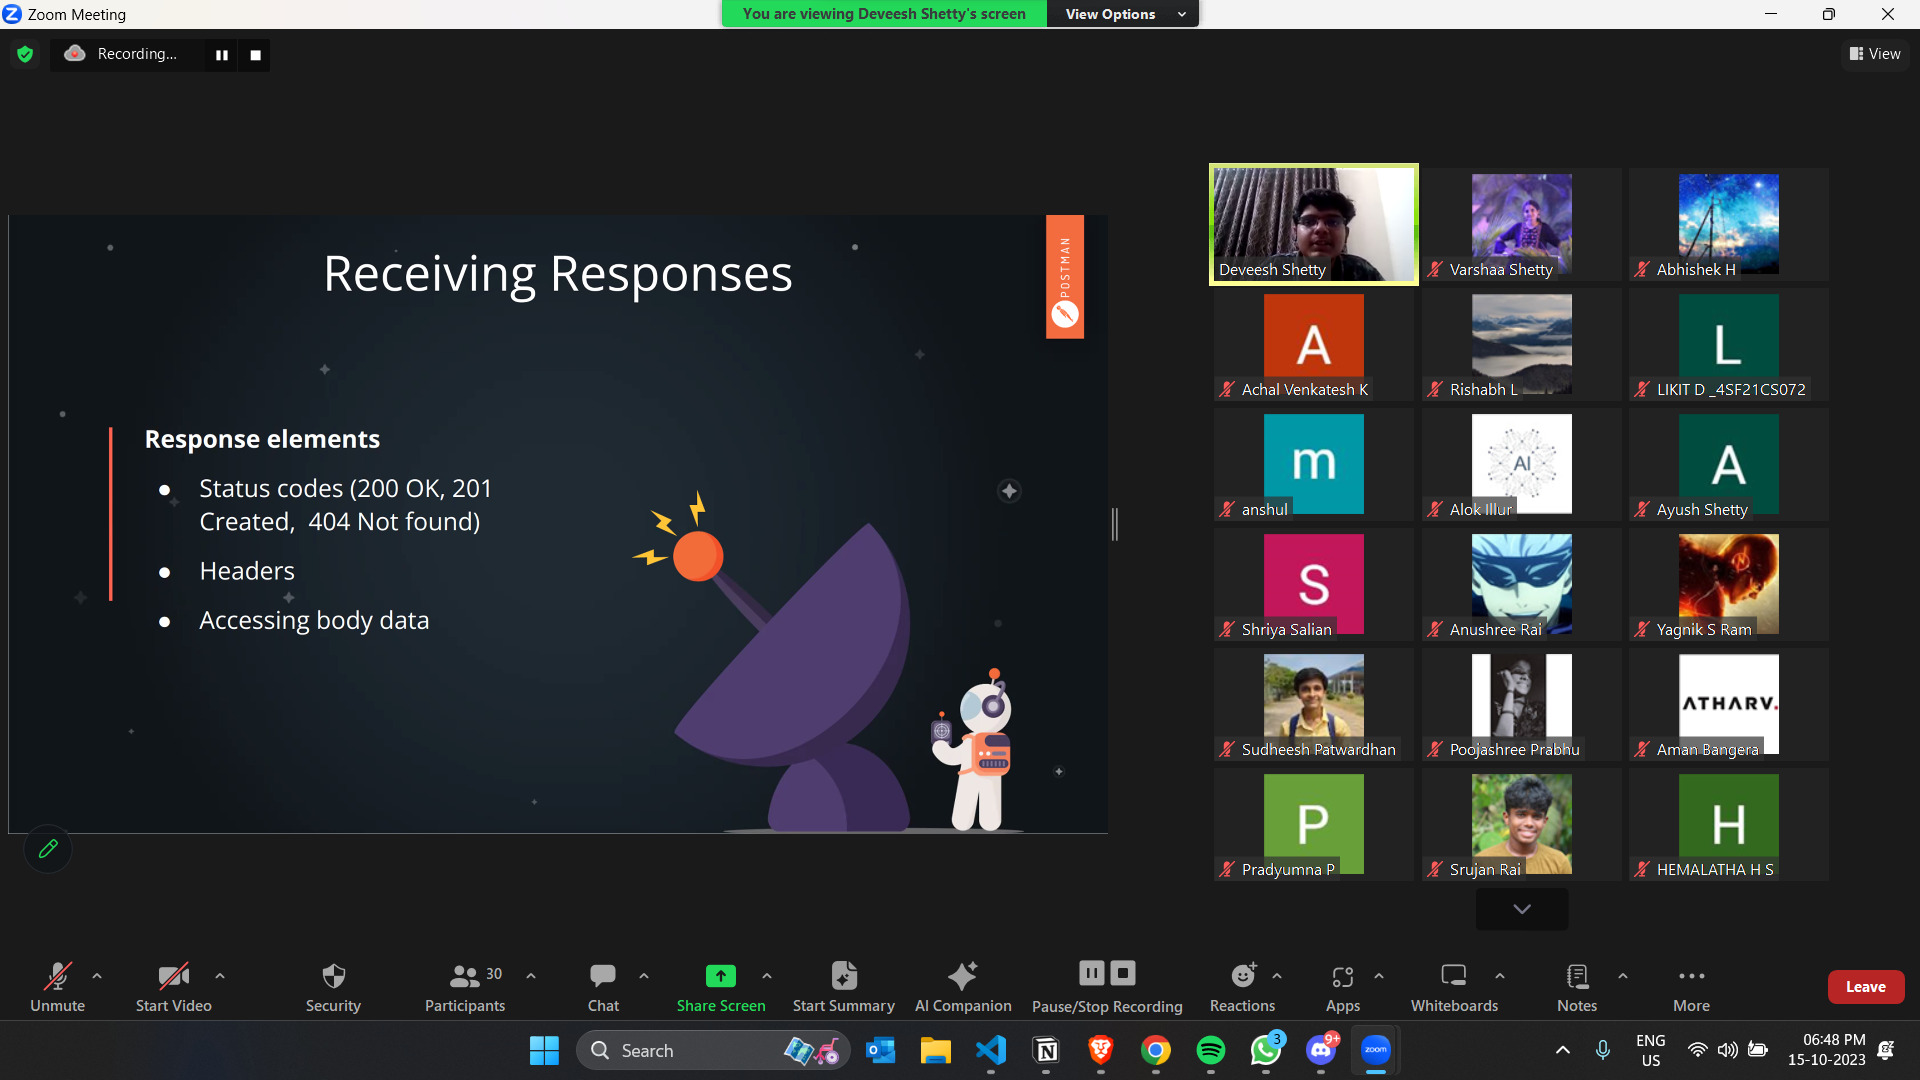 Zoom Meeting
You are viewing Deveesh Shetty's screen
View Options
Recording...
View
Receiving Responses
POSTMAN
Response elements
● Status codes (200 OK, 201
Created, 404 Not found)
● Headers
● Accessing body data
Deveesh Shetty
Varshaa Shetty
Abhishek H
A
Achal Venkatesh K
Rishabh L
L
LIKIT D _4SF21CS072
m
anshul
AI
Alok Illur
A
Ayush Shetty
S
Shriya Salian
Anushree Rai
Yagnik S Ram
Sudheesh Patwardhan
Poojashree Prabhu
ATHARV.
Aman Bangera
P
Pradyumna P
Srujan Rai
H
HEMALATHA H S
Unmute
Start Video
Security
Participants
30
Chat
Share Screen
Start Summary
AI Companion
Pause/Stop Recording
Reactions
Apps
Whiteboards
Notes
More
Leave
Search
3
9+
zoom
ENG
US
06:48 PM
15-10-2023